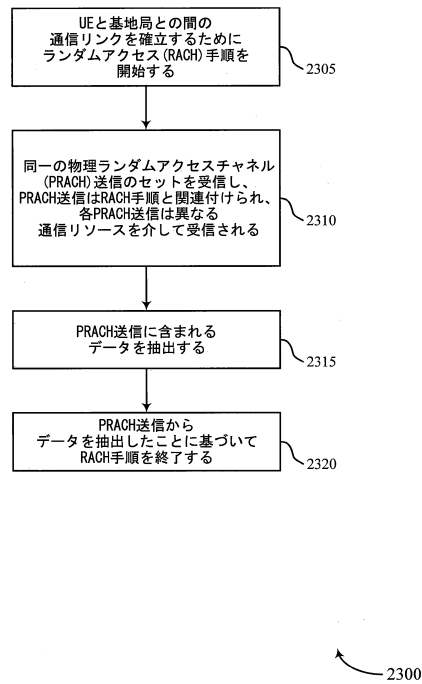 UEと基地局との間の
通信リンクを確立するために
ランダムアクセス(RACH)手順を
開始する
2305
同一の物理ランダムアクセスチャネル
(PRACH)送信のセットを受信し、
PRACH送信はRACH手順と関連付けられ、
各PRACH送信は異なる
通信リソースを介して受信される
2310
PRACH送信に含まれる
データを抽出する
2315
PRACH送信から
データを抽出したことに基づいて
RACH手順を終了する
2320
2300